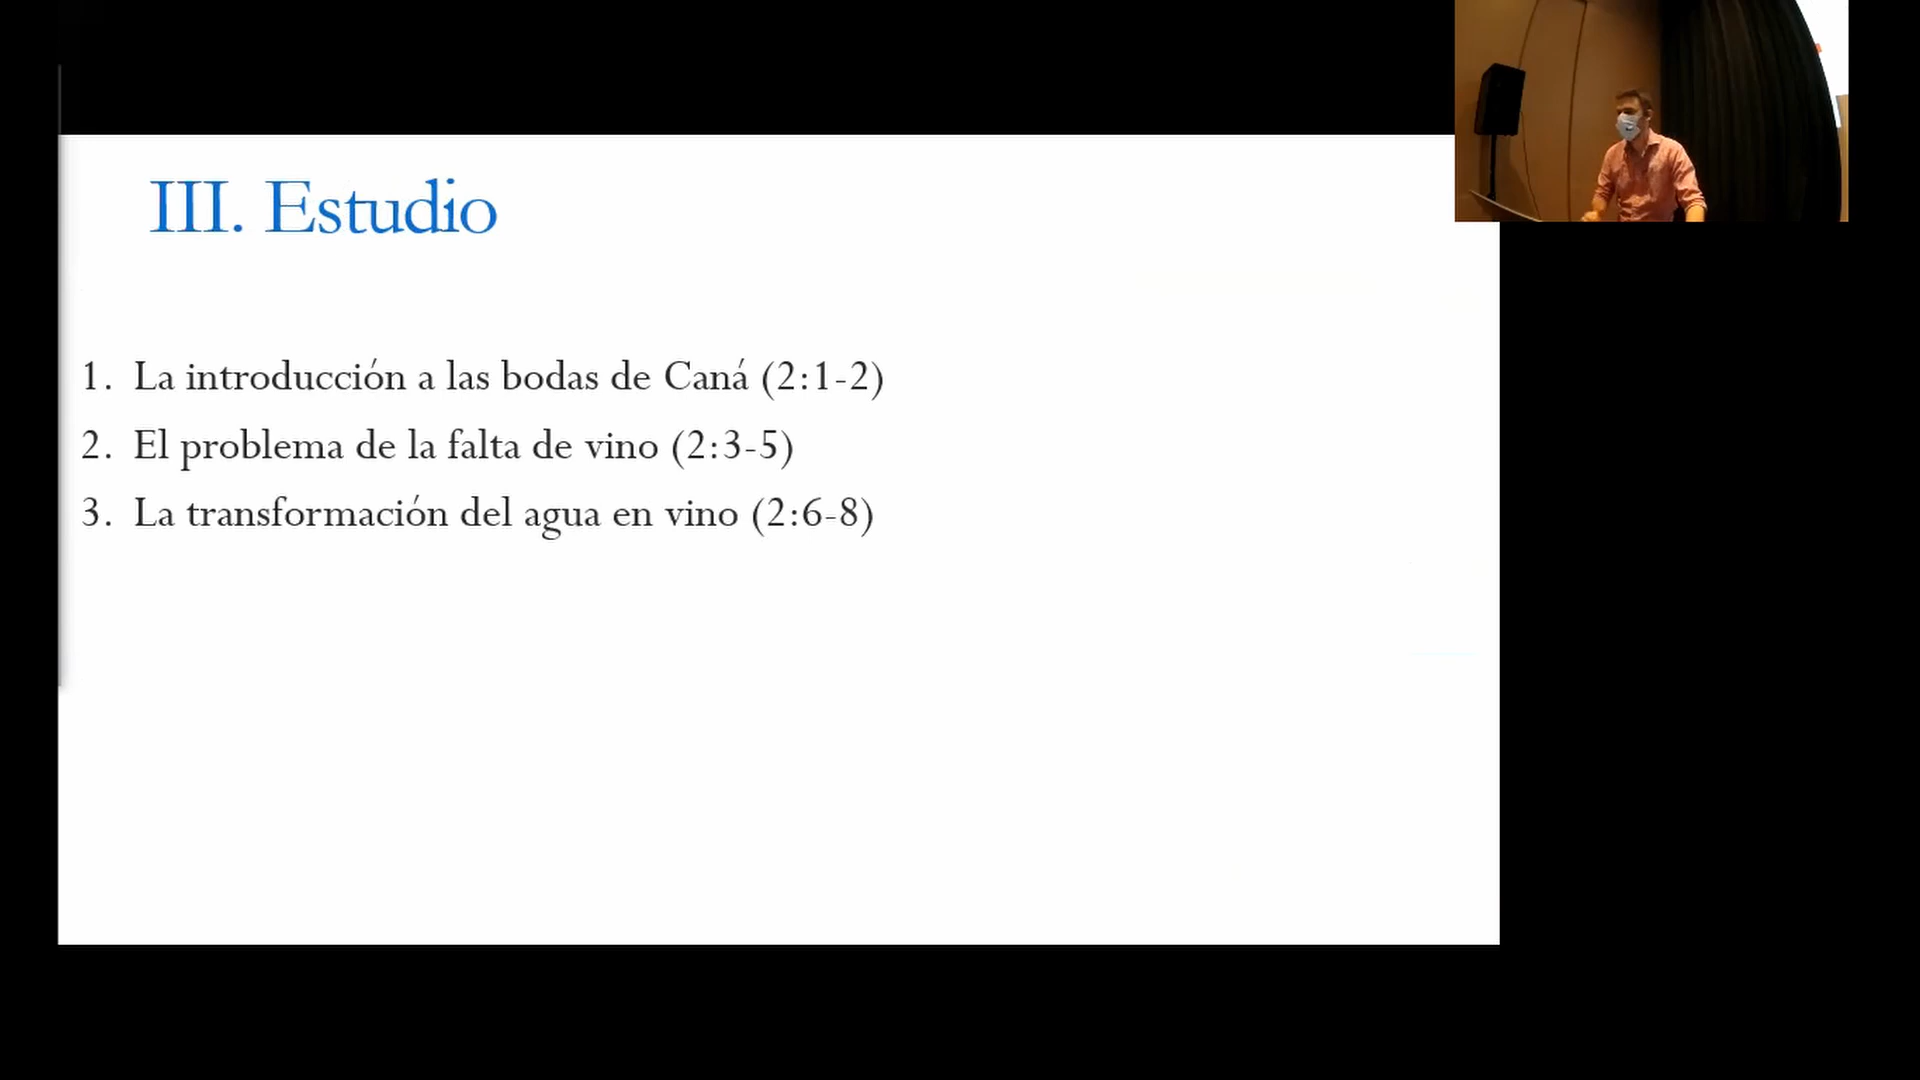 III. Estudio
1. La introducción a las bodas de Caná (2:1-2)
2. El problema de la falta de vino (2:3-5)
3. La transformación del agua en vino (2:6-8)